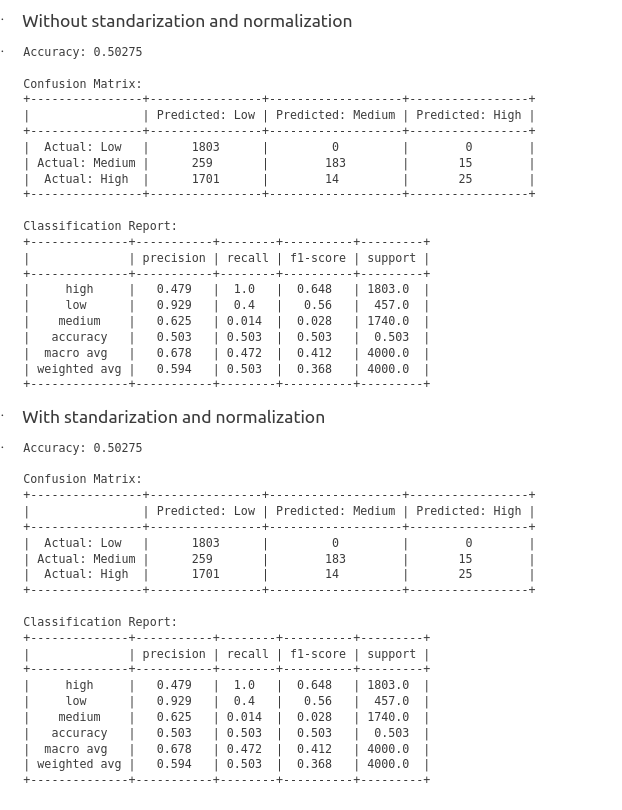 Without standarization and normalization
Accuracy: 0.50275
Confusion Matrix:
+----------------+----------------+-------------------+-----------------+
|                | Predicted: Low | Predicted: Medium | Predicted: High |
+----------------+----------------+-------------------+-----------------+
|  Actual: Low   |      1803      |         0         |        0        |
| Actual: Medium |      259       |        183        |       15        |
|  Actual: High  |      1701      |        14         |       25        |
+----------------+----------------+-------------------+-----------------+
Classification Report:
+--------------+-----------+--------+----------+---------+
|              | precision | recall | f1-score | support |
+--------------+-----------+--------+----------+---------+
|     high     |   0.479   |  1.0   |  0.648   | 1803.0  |
|     low      |   0.929   |  0.4   |   0.56   |  457.0  |
|    medium    |   0.625   | 0.014  |  0.028   | 1740.0  |
|   accuracy   |   0.503   | 0.503  |  0.503   |  0.503  |
|  macro avg   |   0.678   | 0.472  |  0.412   | 4000.0  |
| weighted avg |   0.594   | 0.503  |  0.368   | 4000.0  |
+--------------+-----------+--------+----------+---------+
With standarization and normalization
Accuracy: 0.50275
Confusion Matrix:
+----------------+----------------+-------------------+-----------------+
|                | Predicted: Low | Predicted: Medium | Predicted: High |
+----------------+----------------+-------------------+-----------------+
|  Actual: Low   |      1803      |         0         |        0        |
| Actual: Medium |      259       |        183        |       15        |
|  Actual: High  |      1701      |        14         |       25        |
+----------------+----------------+-------------------+-----------------+
Classification Report:
+--------------+-----------+--------+----------+---------+
|              | precision | recall | f1-score | support |
+--------------+-----------+--------+----------+---------+
|     high     |   0.479   |  1.0   |  0.648   | 1803.0  |
|     low      |   0.929   |  0.4   |   0.56   |  457.0  |
|    medium    |   0.625   | 0.014  |  0.028   | 1740.0  |
|   accuracy   |   0.503   | 0.503  |  0.503   |  0.503  |
|  macro avg   |   0.678   | 0.472  |  0.412   | 4000.0  |
| weighted avg |   0.594   | 0.503  |  0.368   | 4000.0  |
+--------------+-----------+--------+----------+---------+